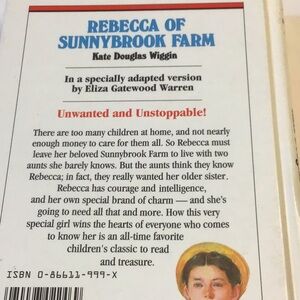 REBECCA OF
SUNNYBROOK FARM
Kate Douglas Wiggin
In a specially adapted version
by Eliza Gatewood Warren
Unwanted and Unstoppable!
There are too many children at home, and not nearly
enough money to care for them all. So Rebecca must
leave her beloved Sunnybrook Farm to live with two
aunts she barely knows. But the aunts think they know
Rebecca; in fact, they really wanted her older sister.
Rebecca has courage and intelligence,
and her own special brand of charm — and she's
going to need all that and more. How this very
special girl wins the hearts of everyone who comes
to know her is an all-time favorite
children's classic to read
and treasure.
ISBN 0-86611-999-X